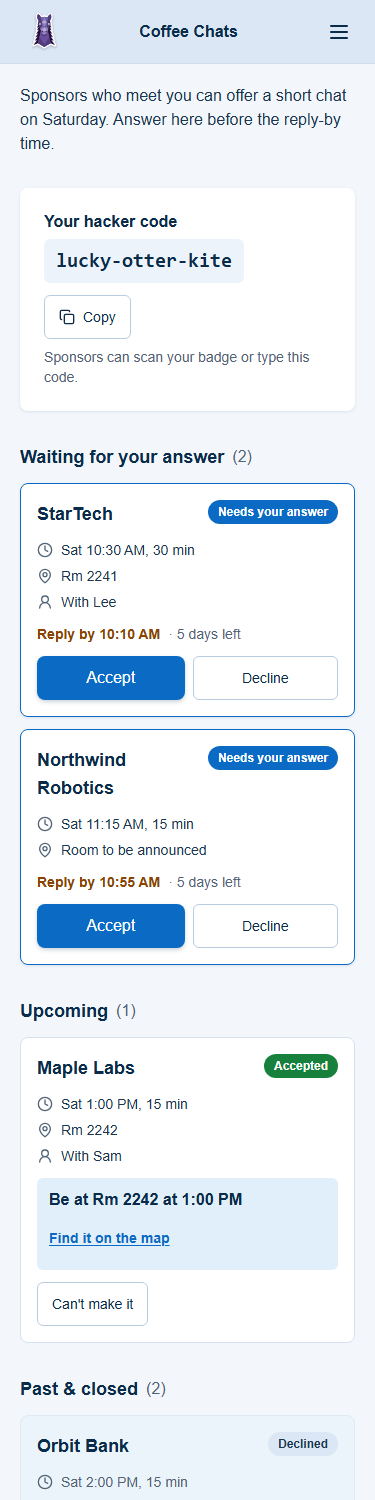 Coffee Chats
Sponsors who meet you can offer a short chat
on Saturday. Answer here before the reply-by
time.
Your hacker code
lucky-otter-kite
Copy
Sponsors can scan your badge or type this
code.
Waiting for your answer (2)
StarTech
Needs your answer
Sat 10:30 AM, 30 min
Rm 2241
With Lee
Reply by 10:10 AM · 5 days left
Accept
Decline
Northwind
Robotics
Needs your answer
Sat 11:15 AM, 15 min
Room to be announced
Reply by 10:55 AM · 5 days left
Accept
Decline
Upcoming (1)
Maple Labs
Accepted
Sat 1:00 PM, 15 min
Rm 2242
With Sam
Be at Rm 2242 at 1:00 PM
Find it on the map
Can't make it
Past & closed (2)
Orbit Bank
Declined
Sat 2:00 PM, 15 min